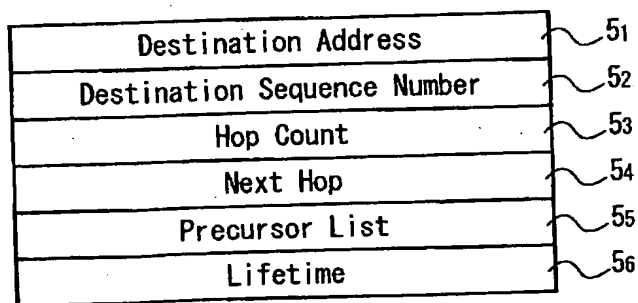 Destination Address 51
Destination Sequence Number 52
Hop Count 53
Next Hop 54
Precursor List 55
Lifetime 56